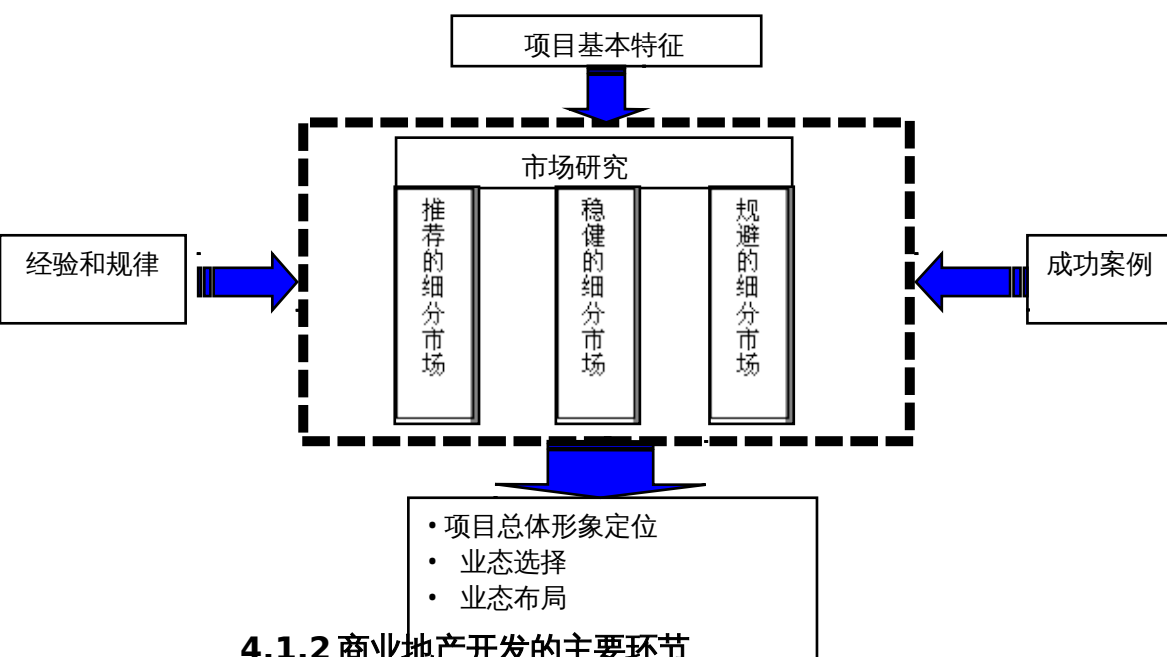 项目基本特征
市场研究
推荐的细分市场
稳健的细分市场
规避的细分市场
经验和规律
成功案例
•项目总体形象定位
• 业态选择
• 业态布局
4.1.2商业地产开发的主要环节